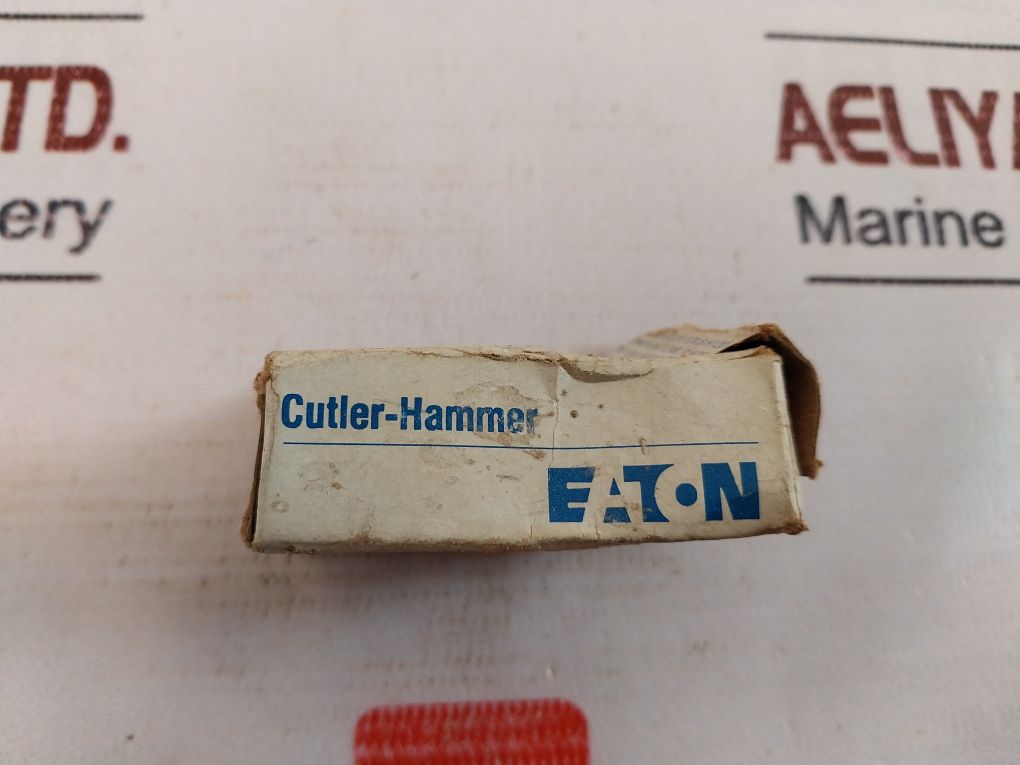 TD.
ery
AELIY
Marine
Cutler-Hammer
EATON